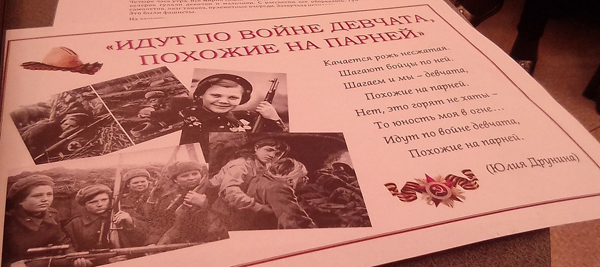 «ИДУТ ПО ВОЙНЕ ДЕВЧАТА,
ПОХОЖИЕ НА ПАРНЕЙ»
Качается рожь несжатая.
Шагают бойцы по ней.
Шагаем и мы – девчата,
Похожие на парней.
Нет, это горят не хаты –
То юность моя в огне...
Идут по войне девчата,
Похожие на парней.
(Юлия Друнина)